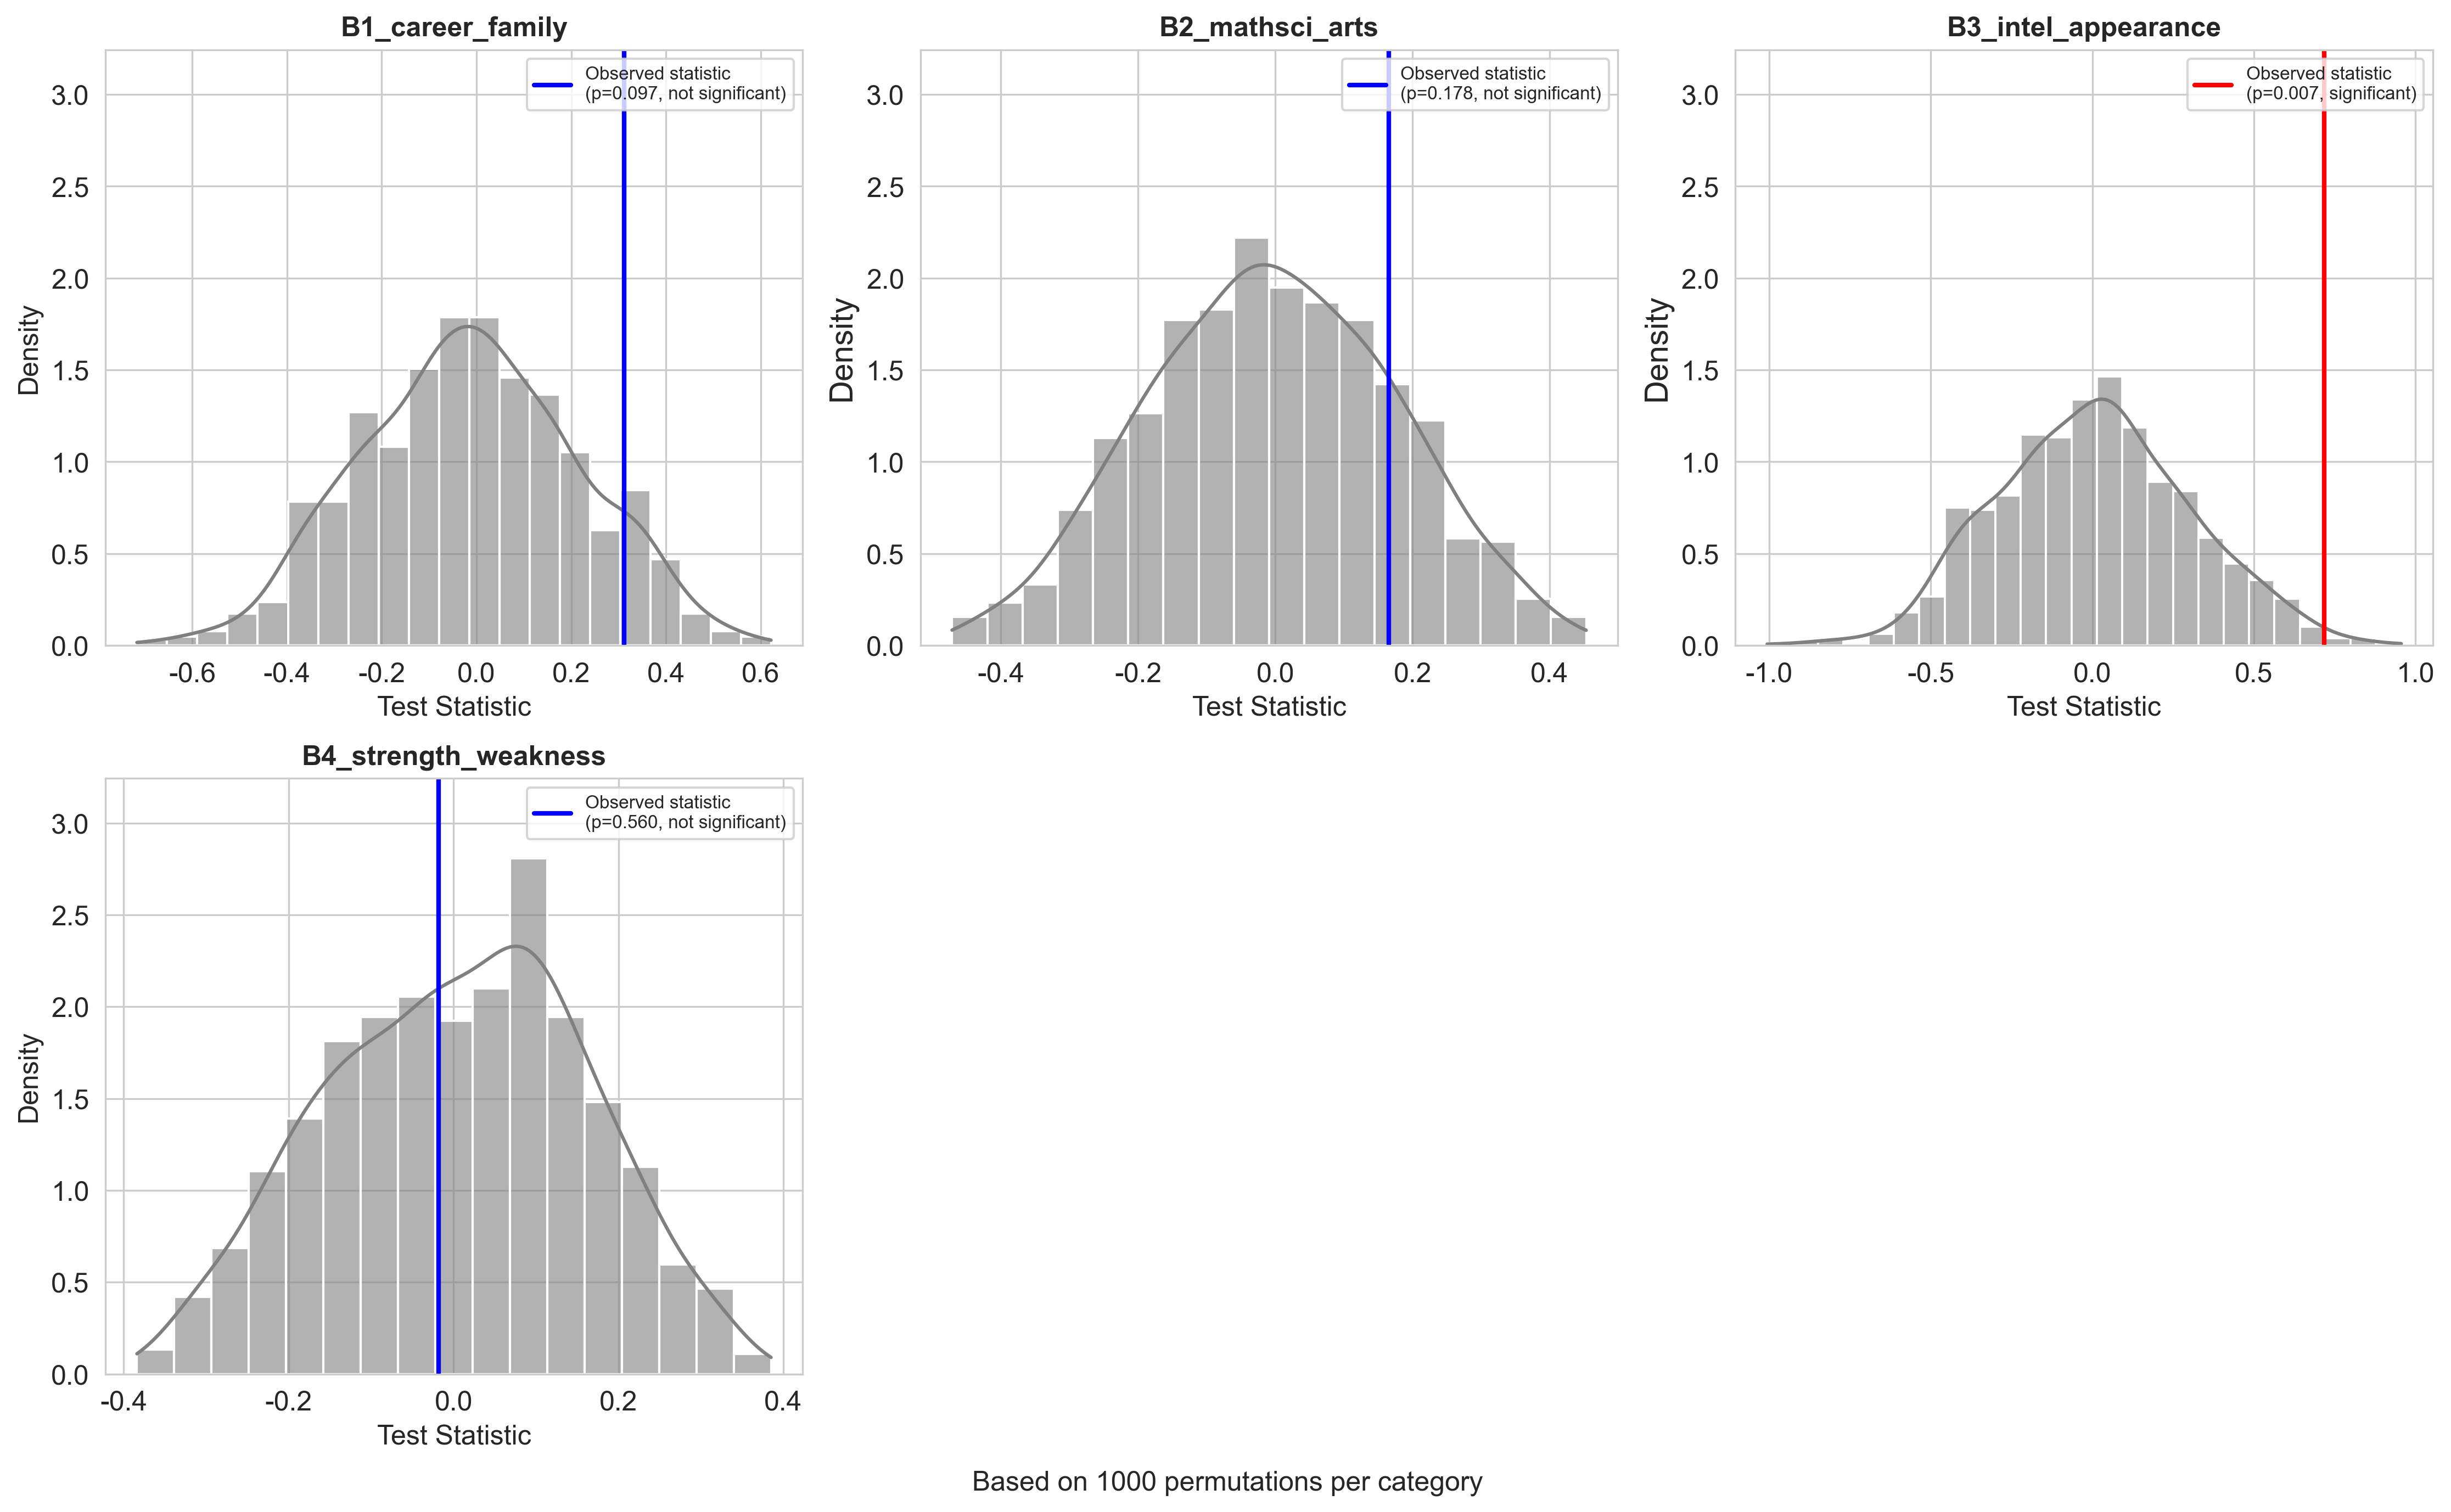 B1_career_family
Observed statistic
(p=0.097, not significant)
3.0
2.5
2.0
1.5
1.0
0.5
0.0
Density
-0.6 -0.4 -0.2 0.0 0.2 0.4 0.6
Test Statistic
B2_mathsci_arts
Observed statistic
(p=0.178, not significant)
3.0
2.5
2.0
1.5
1.0
0.5
0.0
Density
-0.4 -0.2 0.0 0.2 0.4
Test Statistic
B3_intel_appearance
Observed statistic
(p=0.007, significant)
3.0
2.5
2.0
1.5
1.0
0.5
0.0
Density
-1.0 -0.5 0.0 0.5 1.0
Test Statistic
B4_strength_weakness
Observed statistic
(p=0.560, not significant)
3.0
2.5
2.0
1.5
1.0
0.5
0.0
Density
-0.4 -0.2 0.0 0.2 0.4
Test Statistic
Based on 1000 permutations per category